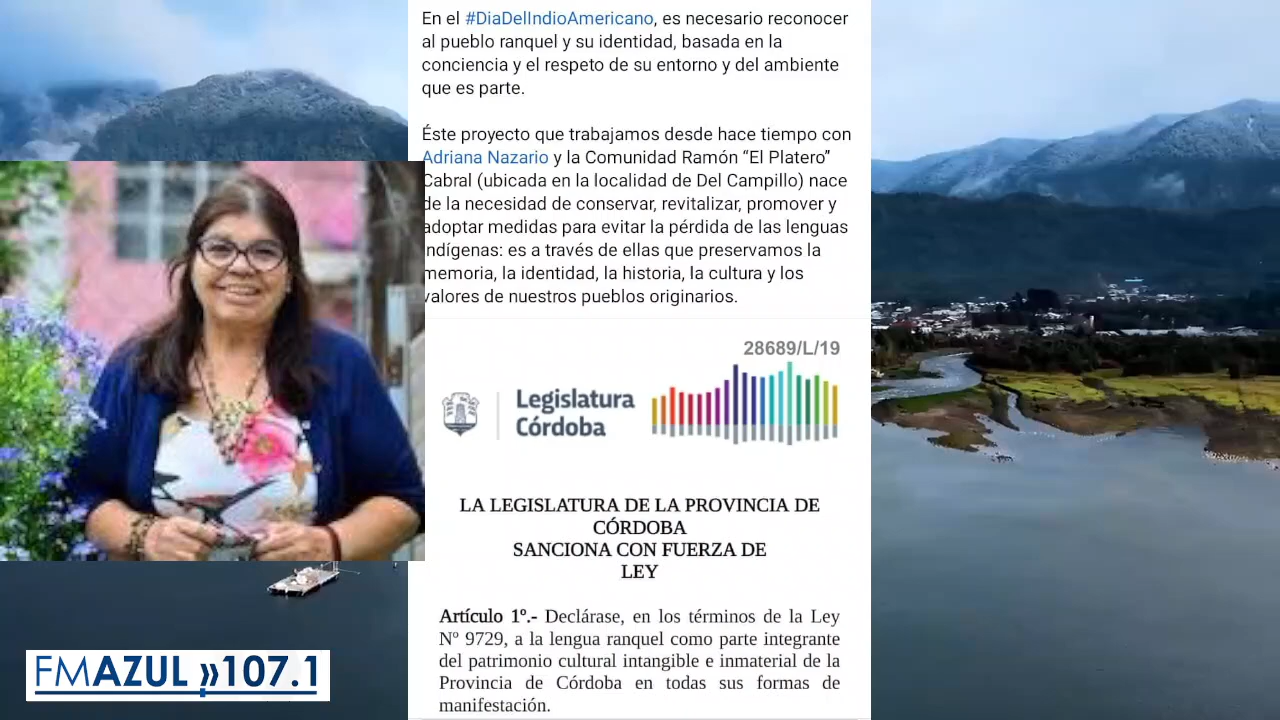 En el #DiaDelIndioAmericano, es necesario reconocer
al pueblo ranquel y su identidad, basada en la
conciencia y el respeto de su entorno y del ambiente
que es parte.
Éste proyecto que trabajamos desde hace tiempo con
Adriana Nazario y la Comunidad Ramón “El Platero”
Cabral (ubicada en la localidad de Del Campillo) nace
de la necesidad de conservar, revitalizar, promover y
adoptar medidas para evitar la pérdida de las lenguas
indígenas: es a través de ellas que preservamos la
memoria, la identidad, la historia, la cultura y los
valores de nuestros pueblos originarios.
28689/L/19
Legislatura
Córdoba
LA LEGISLATURA DE LA PROVINCIA DE
CÓRDOBA
SANCIONA CON FUERZA DE
LEY
Artículo 1º.- Declárase, en los términos de la Ley
Nº 9729, a la lengua ranquel como parte integrante
del patrimonio cultural intangible e inmaterial de la
Provincia de Córdoba en todas sus formas de
manifestación.
FMAZUL »107.1